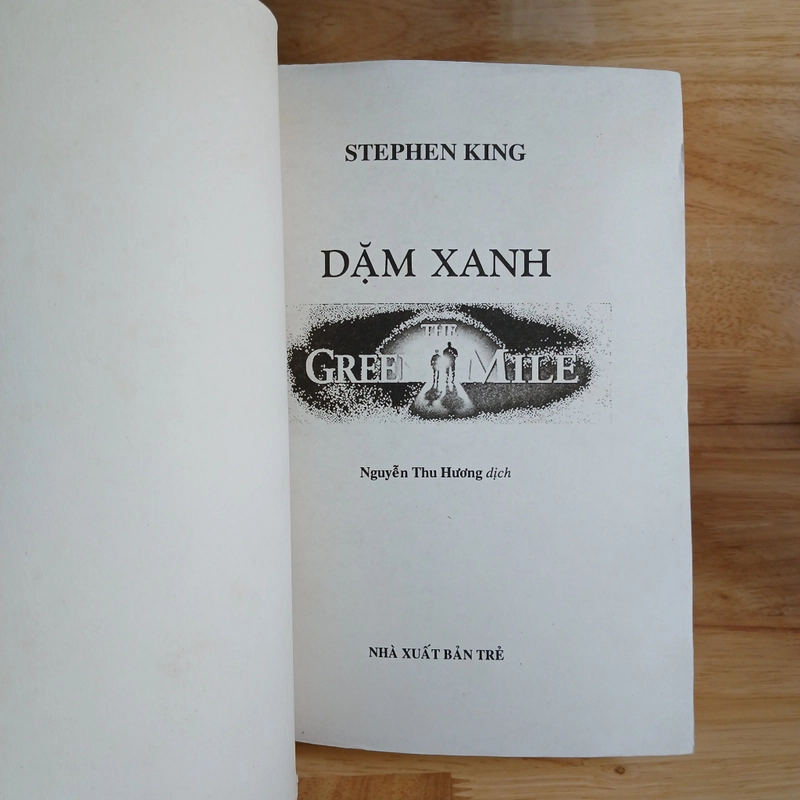 STEPHEN KING
DẶM XANH
THE
GREEN MILE
Nguyễn Thu Hương dịch
NHÀ XUẤT BẢN TRẺ